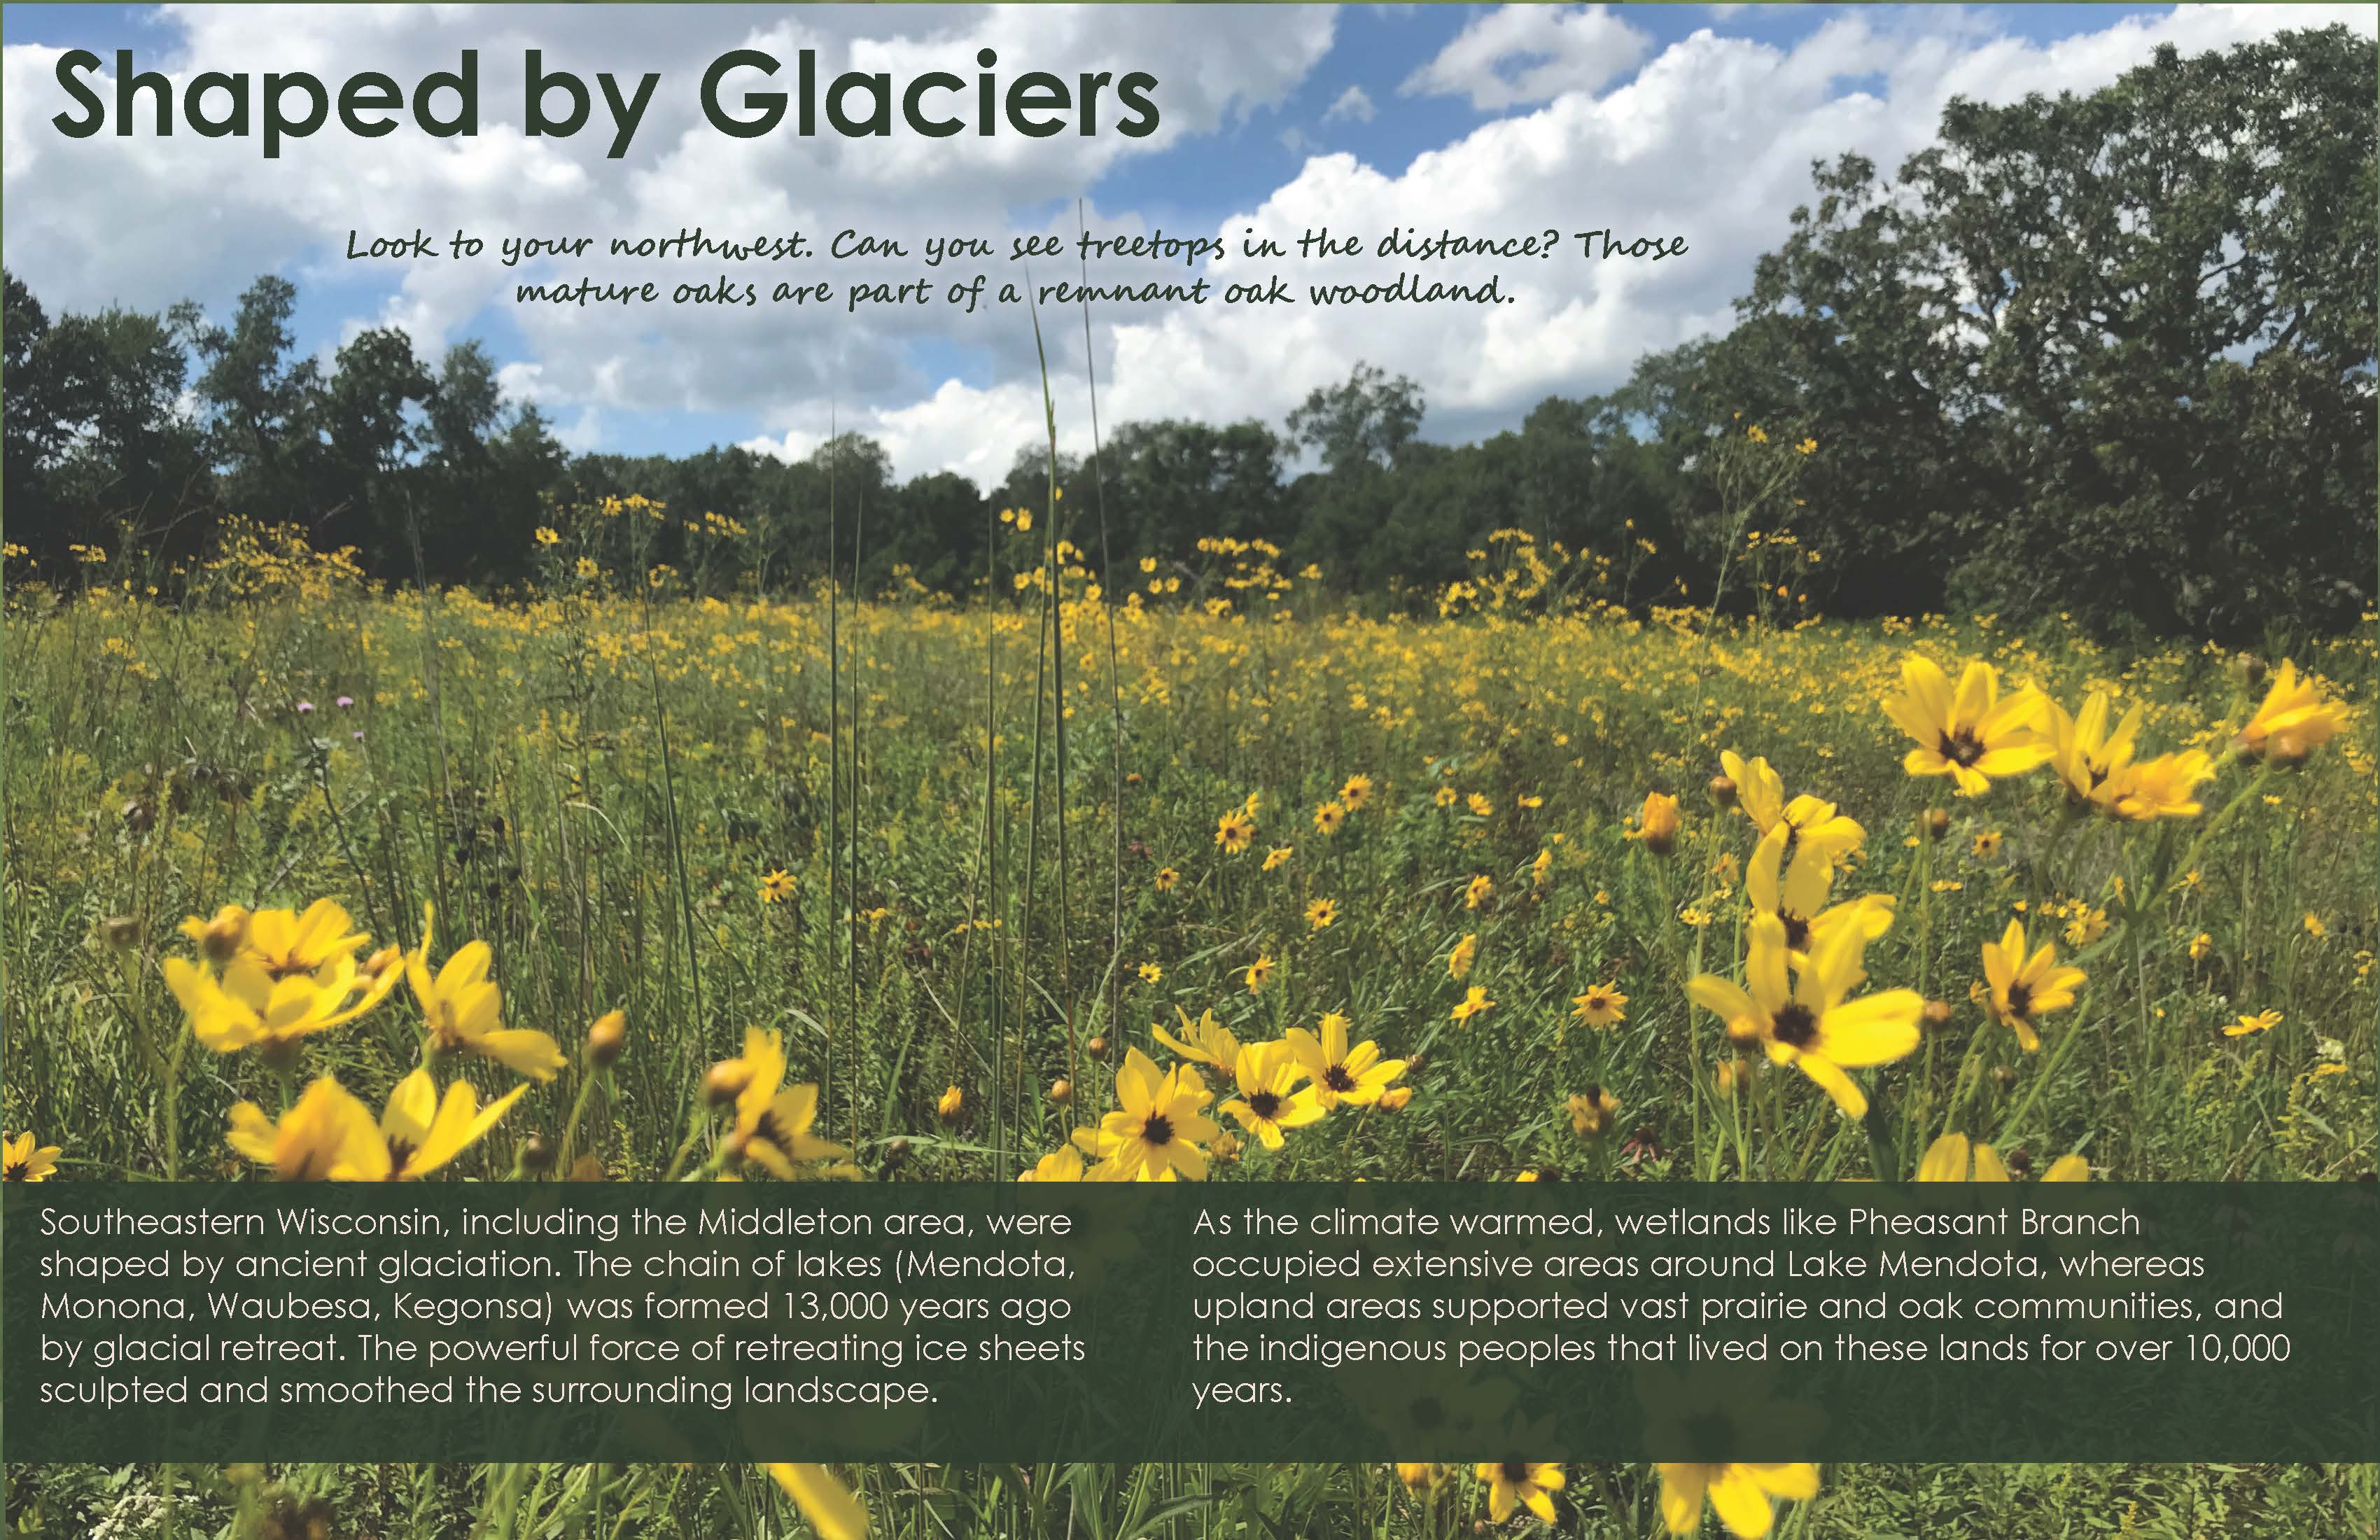 Shaped by Glaciers
Look to your northwest. Can you see treetops in the distance? Those
mature oaks are part of a remnant oak woodland.
Southeastern Wisconsin, including the Middleton area, were
shaped by ancient glaciation. The chain of lakes (Mendota,
Monona, Waubesa, Kegonsa) was formed 13,000 years ago
by glacial retreat. The powerful force of retreating ice sheets
sculpted and smoothed the surrounding landscape.
As the climate warmed, wetlands like Pheasant Branch
occupied extensive areas around Lake Mendota, whereas
upland areas supported vast prairie and oak communities, and
the indigenous peoples that lived on these lands for over 10,000
years.